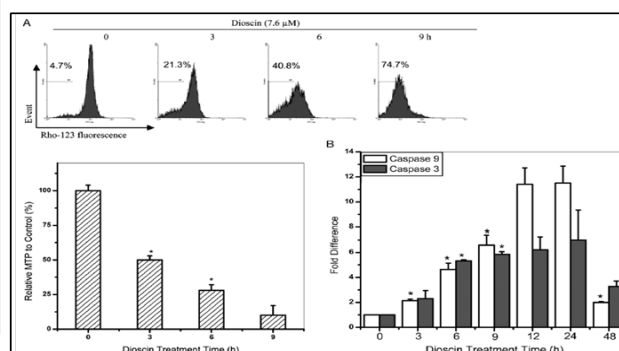 A
Dioscin (7.6 µM)
0 3 6 9 h
4.7% 21.3% 40.8% 74.7%
Event
Rho-123 fluorescence
Relative MTP to Control (%)
100
50
0
*
*
0 3 6 9
Dioscin Treatment Time (h)
B
Caspase 9
Caspase 3
Fold Difference
14
12
10
8
6
4
2
0
* * * *
* *
0 3 6 9 12 24 48
Dioscin Treatment Time (h)